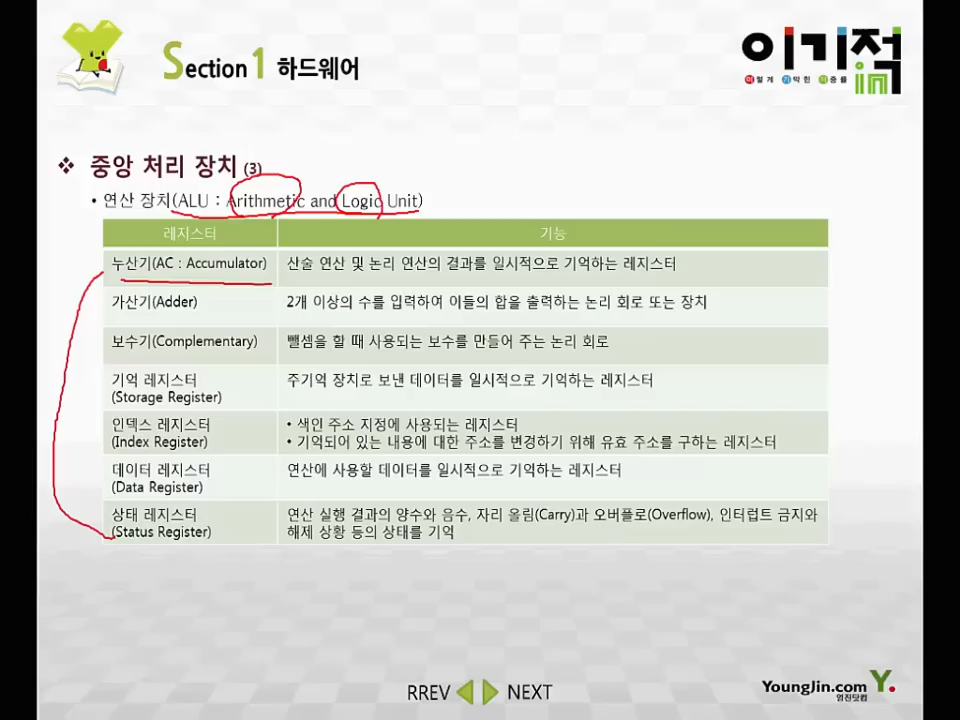 Section 1 하드웨어
이기적in
이렇게 기막힌 적중률
❖ 중앙 처리 장치 (3)
• 연산 장치(ALU : Arithmetic and Logic Unit)
레지스터 기능
누산기(AC : Accumulator) 산술 연산 및 논리 연산의 결과를 일시적으로 기억하는 레지스터
가산기(Adder) 2개 이상의 수를 입력하여 이들의 합을 출력하는 논리 회로 또는 장치
보수기(Complementary) 뺄셈을 할 때 사용되는 보수를 만들어 주는 논리 회로
기억 레지스터
(Storage Register)
주기억 장치로 보낸 데이터를 일시적으로 기억하는 레지스터
인덱스 레지스터
(Index Register)
• 색인 주소 지정에 사용되는 레지스터
• 기억되어 있는 내용에 대한 주소를 변경하기 위해 유효 주소를 구하는 레지스터
데이터 레지스터
(Data Register)
연산에 사용할 데이터를 일시적으로 기억하는 레지스터
상태 레지스터
(Status Register)
연산 실행 결과의 양수와 음수, 자리 올림(Carry)과 오버플로(Overflow), 인터럽트 금지와
해제 상황 등의 상태를 기억
RREV NEXT
YoungJin.com Y.
영진닷컴